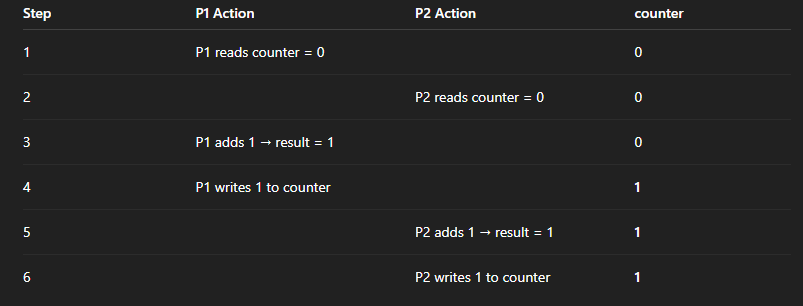 Step P1 Action P2 Action counter
1 P1 reads counter = 0 0
2 P2 reads counter = 0 0
3 P1 adds 1 → result = 1 0
4 P1 writes 1 to counter 1
5 P2 adds 1 → result = 1 1
6 P2 writes 1 to counter 1